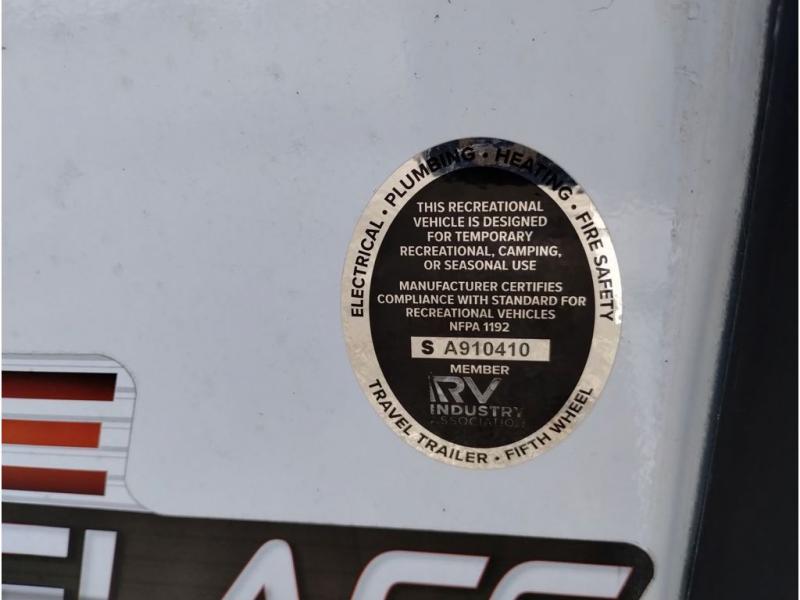 ELECTRICAL • PLUMBING • HEATING • FIRE SAFETY
THIS RECREATIONAL
VEHICLE IS DESIGNED
FOR TEMPORARY
RECREATIONAL, CAMPING,
OR SEASONAL USE
MANUFACTURER CERTIFIES
COMPLIANCE WITH STANDARD FOR
RECREATIONAL VEHICLES
NFPA 1192
S A910410
MEMBER
RV
INDUSTRY
ASSOCIATION
TRAVEL TRAILER • FIFTH WHEEL